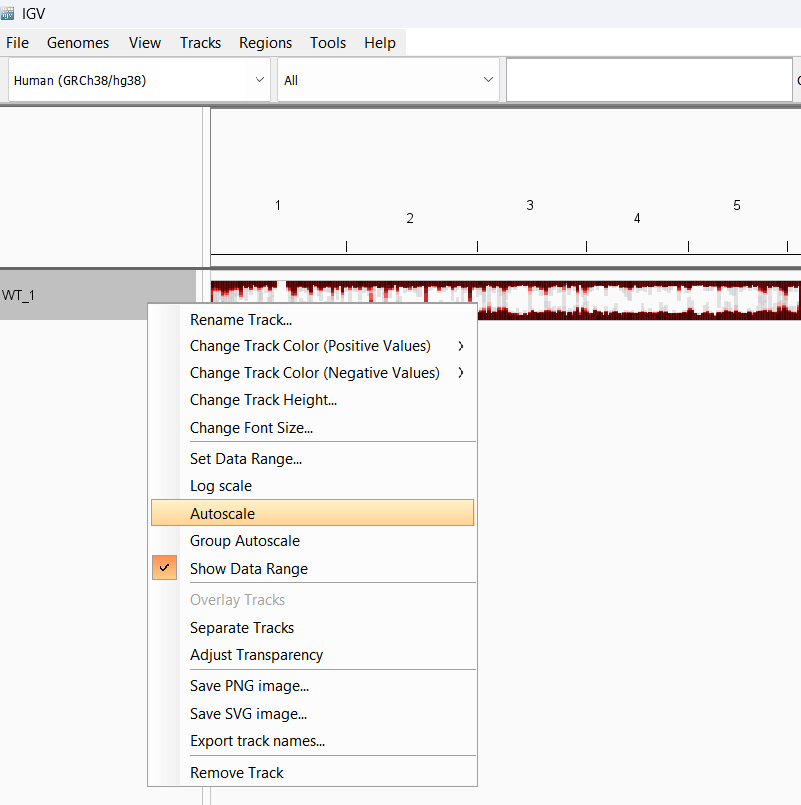 IGV
File Genomes View Tracks Regions Tools Help
Human (GRCh38/hg38) All
1 2 3 4 5
WT_1
Rename Track...
Change Track Color (Positive Values)
Change Track Color (Negative Values)
Change Track Height...
Change Font Size...
Set Data Range...
Log scale
Autoscale
Group Autoscale
Show Data Range
Overlay Tracks
Separate Tracks
Adjust Transparency
Save PNG image...
Save SVG image...
Export track names...
Remove Track